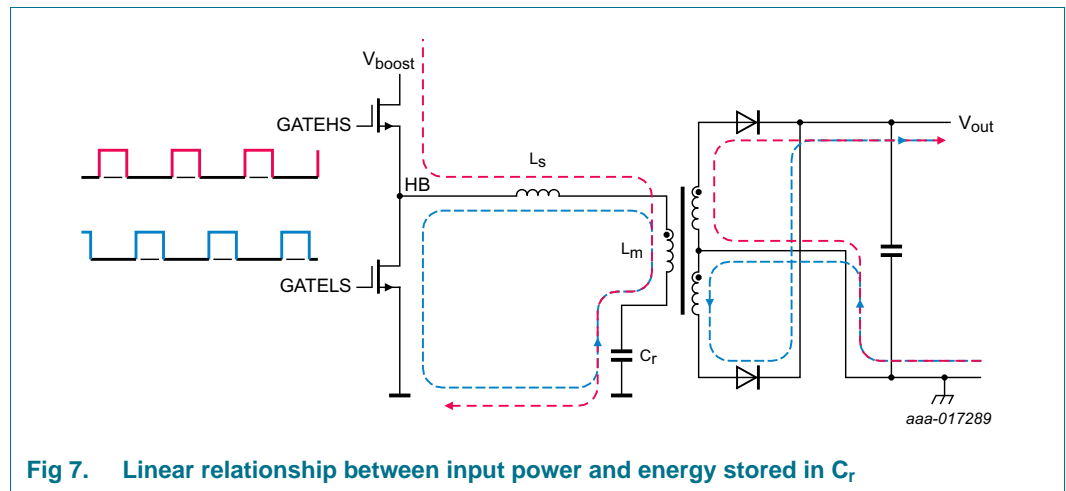 Vboost
GATEHS
Ls
Vout
HB
Lm
GATELS
Cr
aaa-017289
Fig 7. Linear relationship between input power and energy stored in Cr